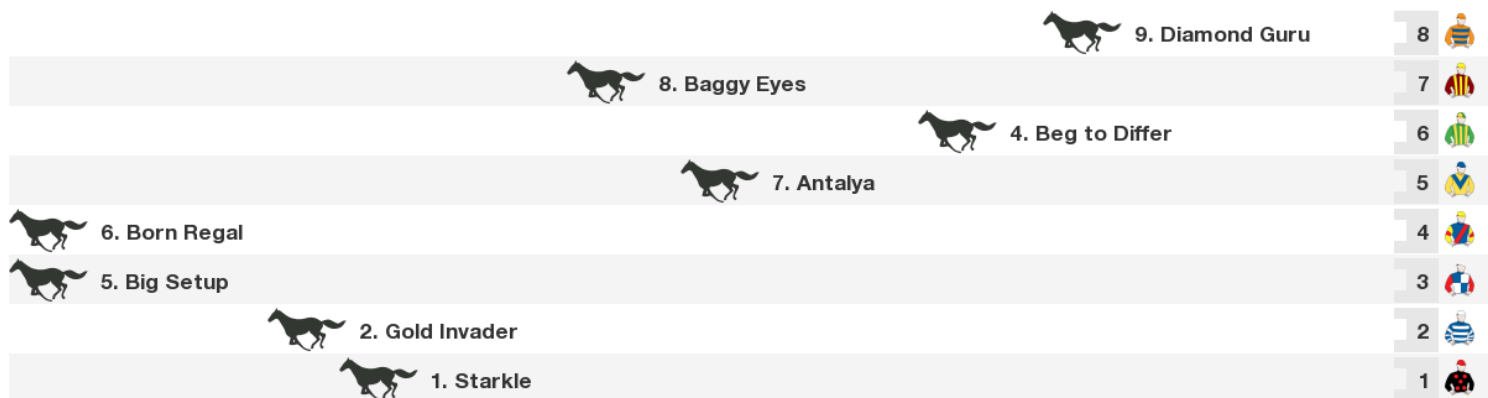 9. Diamond Guru 8
8. Baggy Eyes 7
4. Beg to Differ 6
7. Antalya 5
6. Born Regal 4
5. Big Setup 3
2. Gold Invader 2
1. Starkle 1